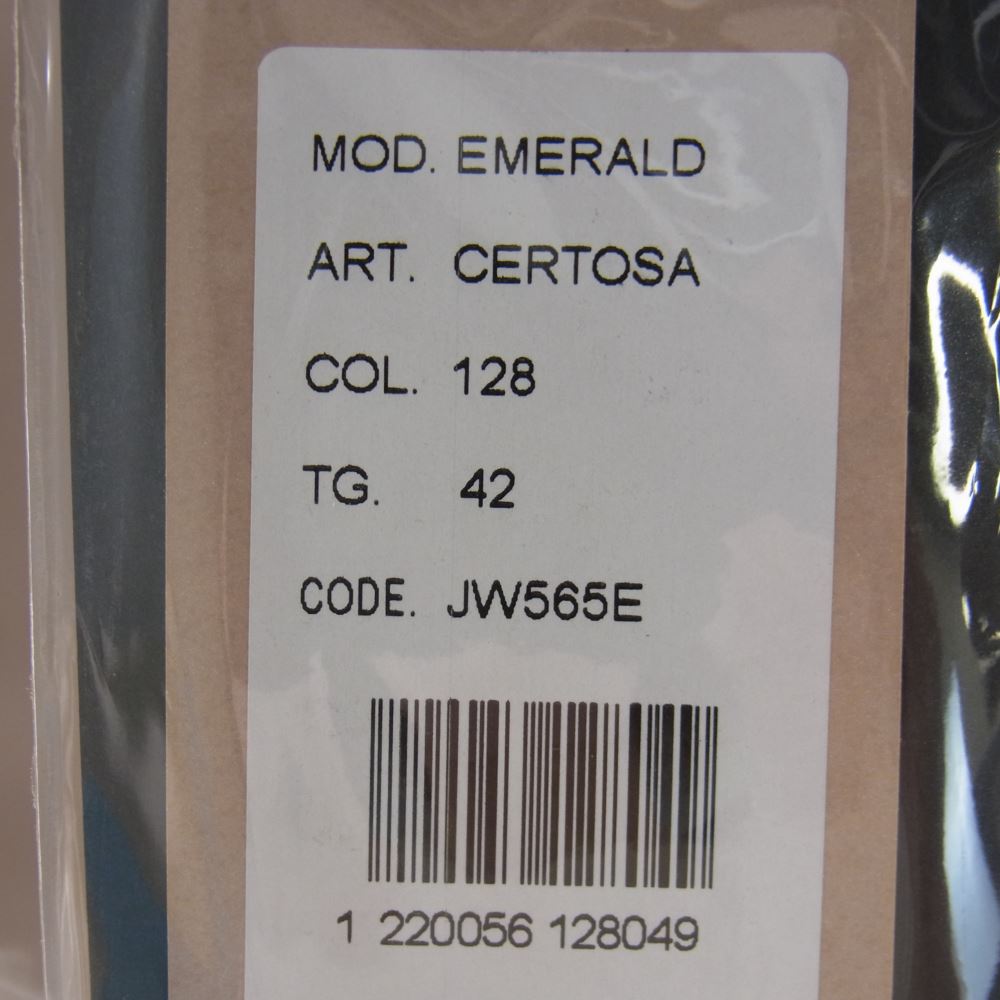 MOD. EMERALD
ART. CERTOSA
COL. 128
TG. 42
CODE. JW565E
1 220056 128049